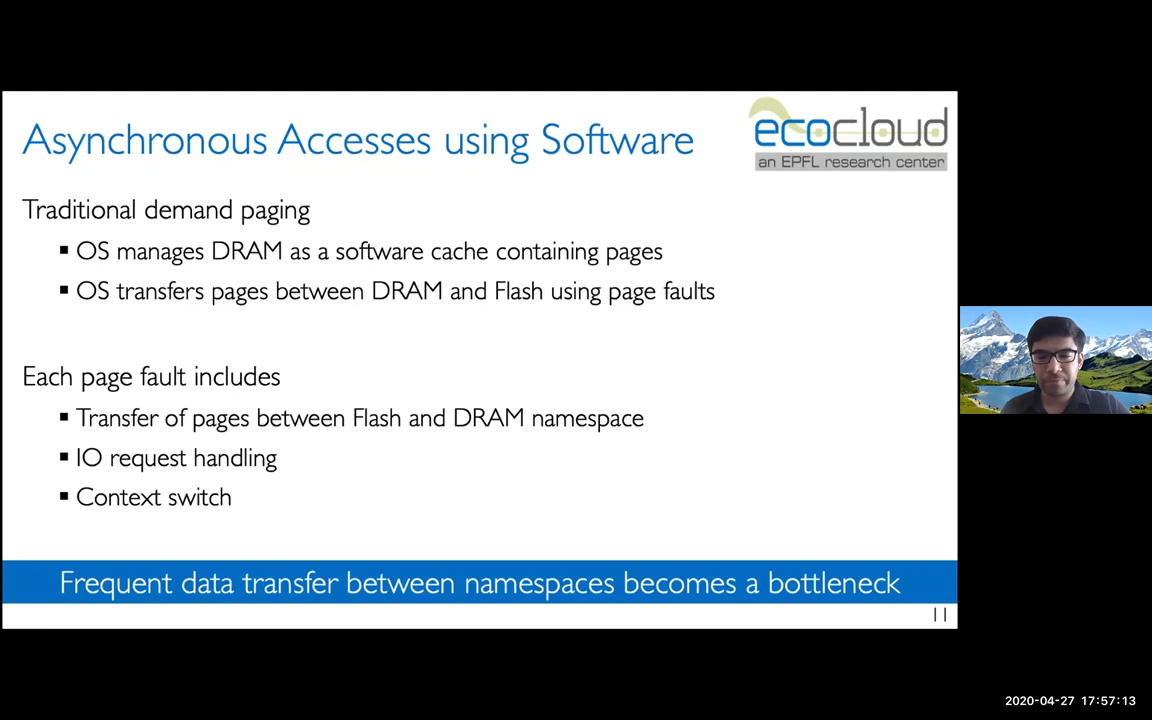 Asynchronous Accesses using Software
ecocloud
an EPFL research center
Traditional demand paging
▪ OS manages DRAM as a software cache containing pages
▪ OS transfers pages between DRAM and Flash using page faults
Each page fault includes
▪ Transfer of pages between Flash and DRAM namespace
▪ IO request handling
▪ Context switch
Frequent data transfer between namespaces becomes a bottleneck
11
2020-04-27 17:57:13